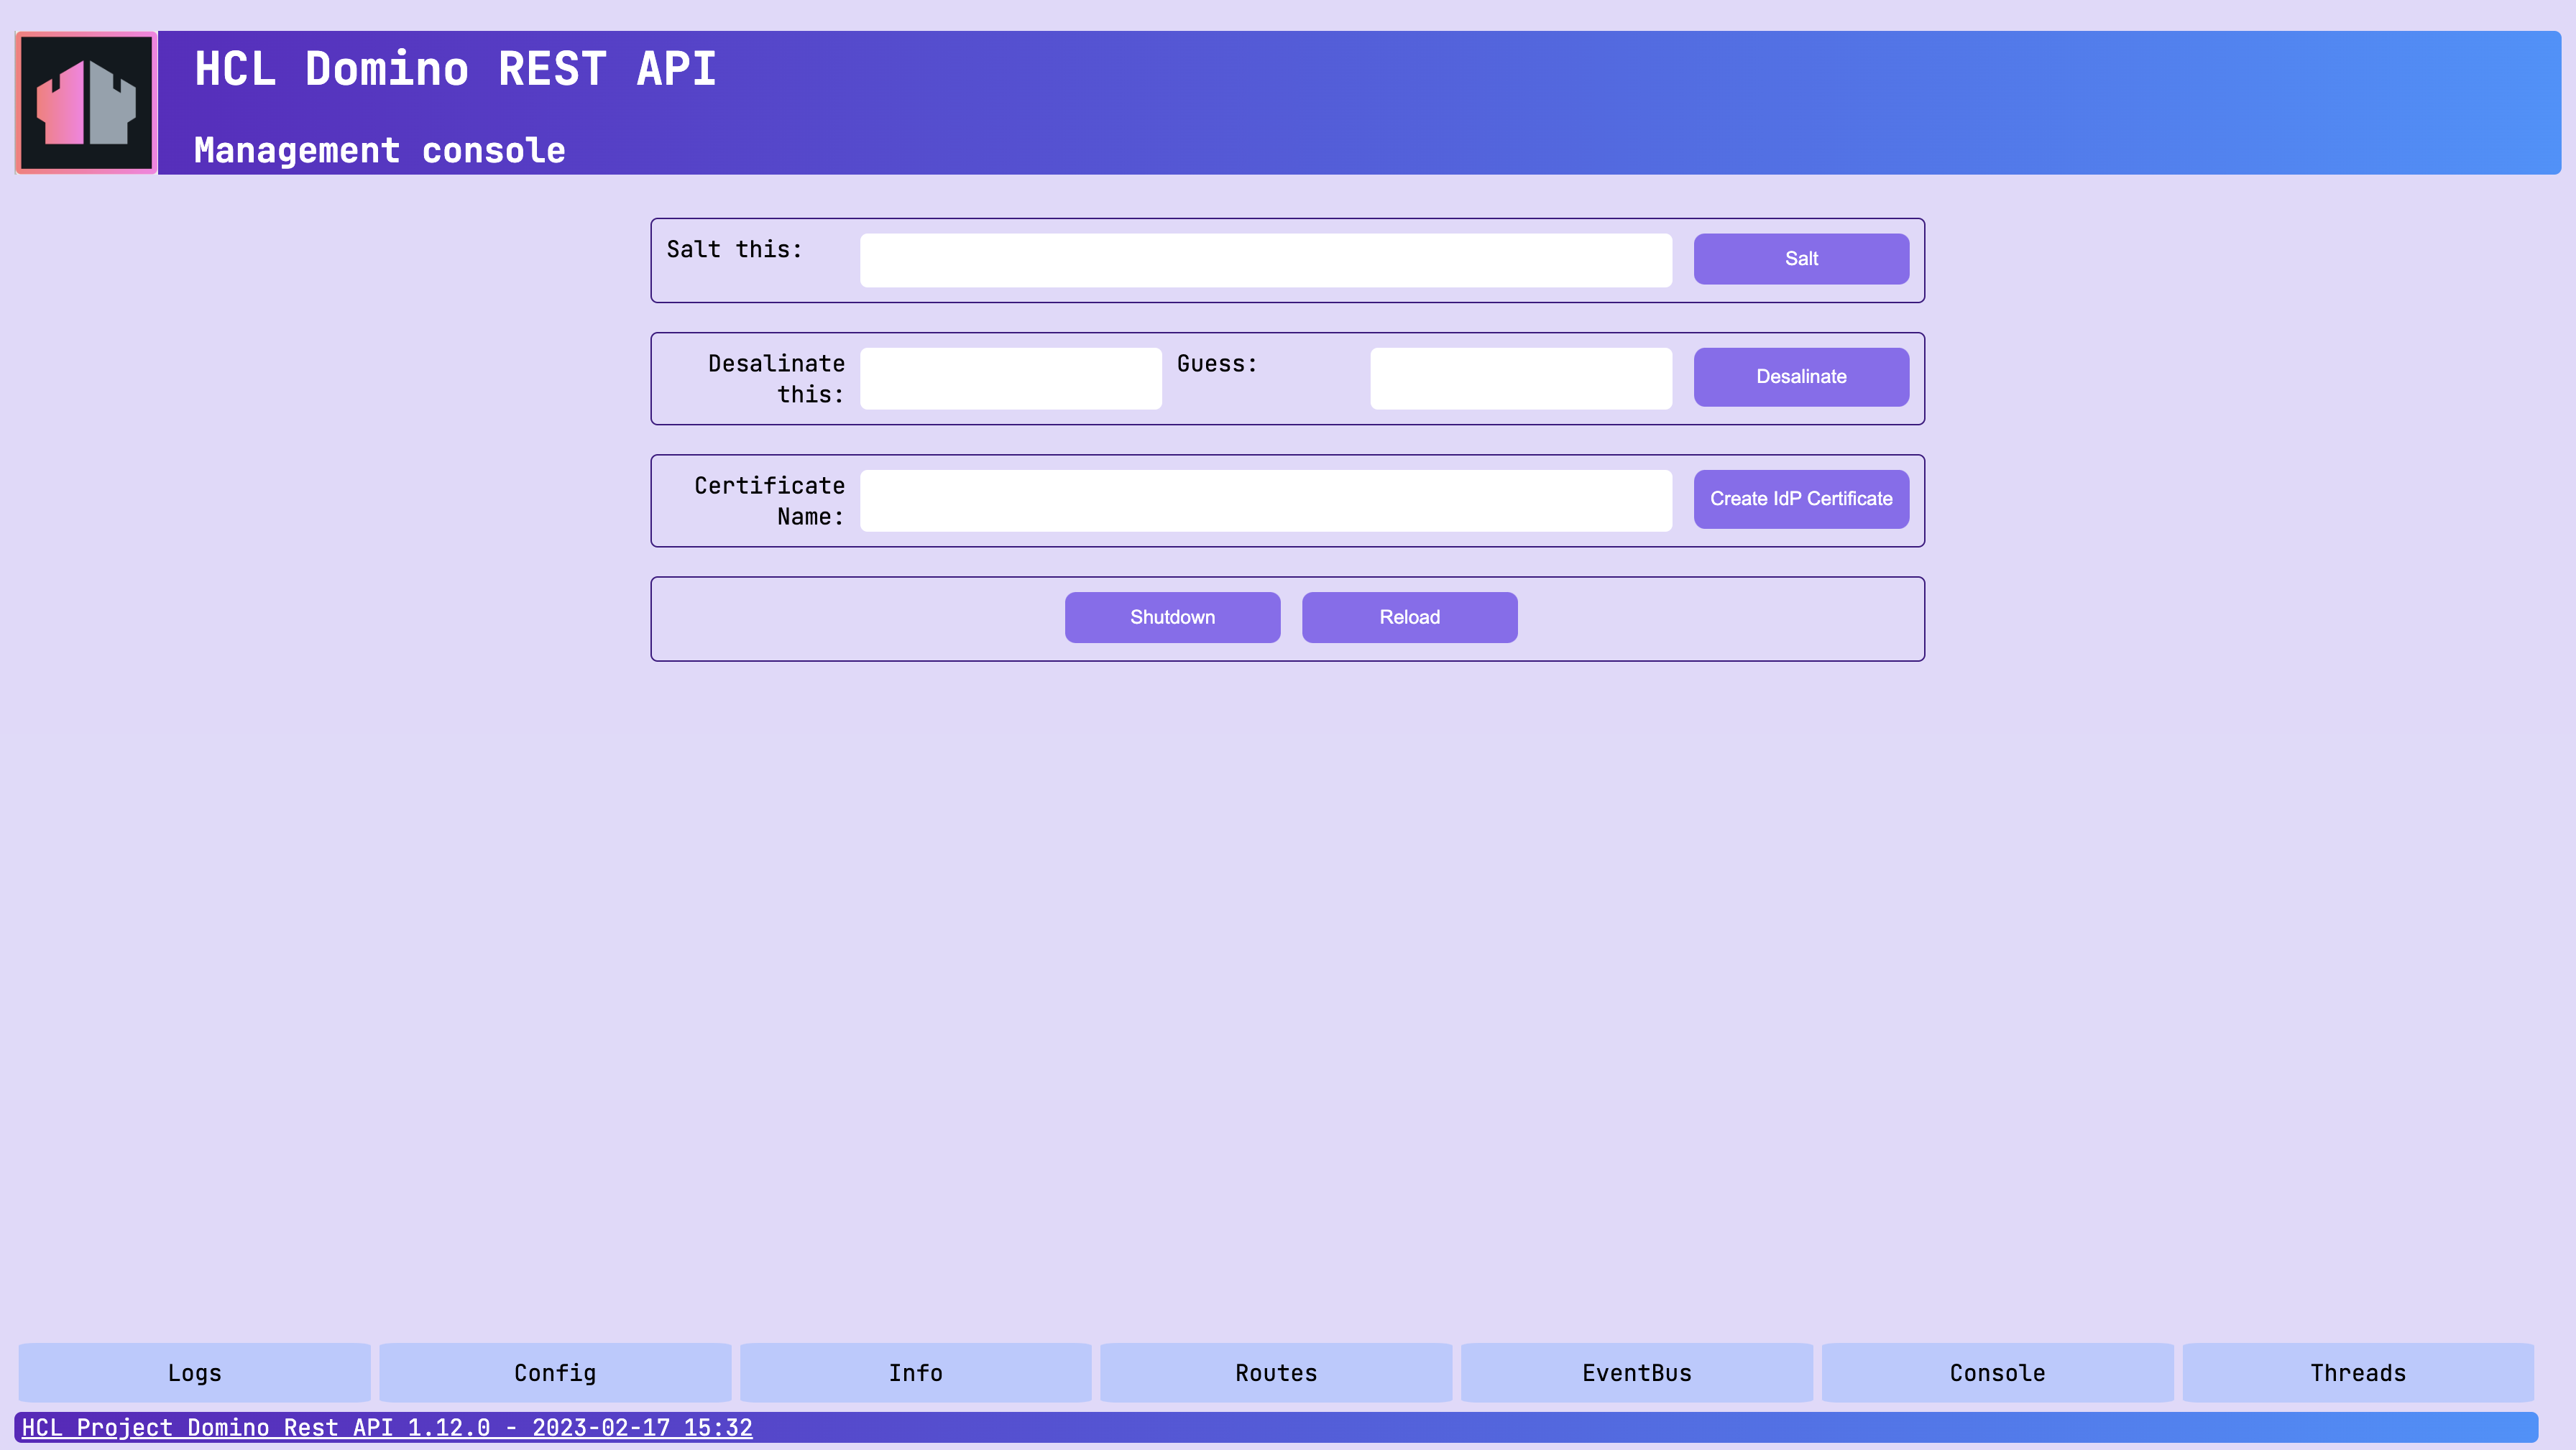 HCL Domino REST API
Management console
Salt this:
Salt
Desalinate this:
Guess:
Desalinate
Certificate Name:
Create IdP Certificate
Shutdown
Reload
Logs
Config
Info
Routes
EventBus
Console
Threads
HCL Project Domino Rest API 1.12.0 - 2023-02-17 15:32